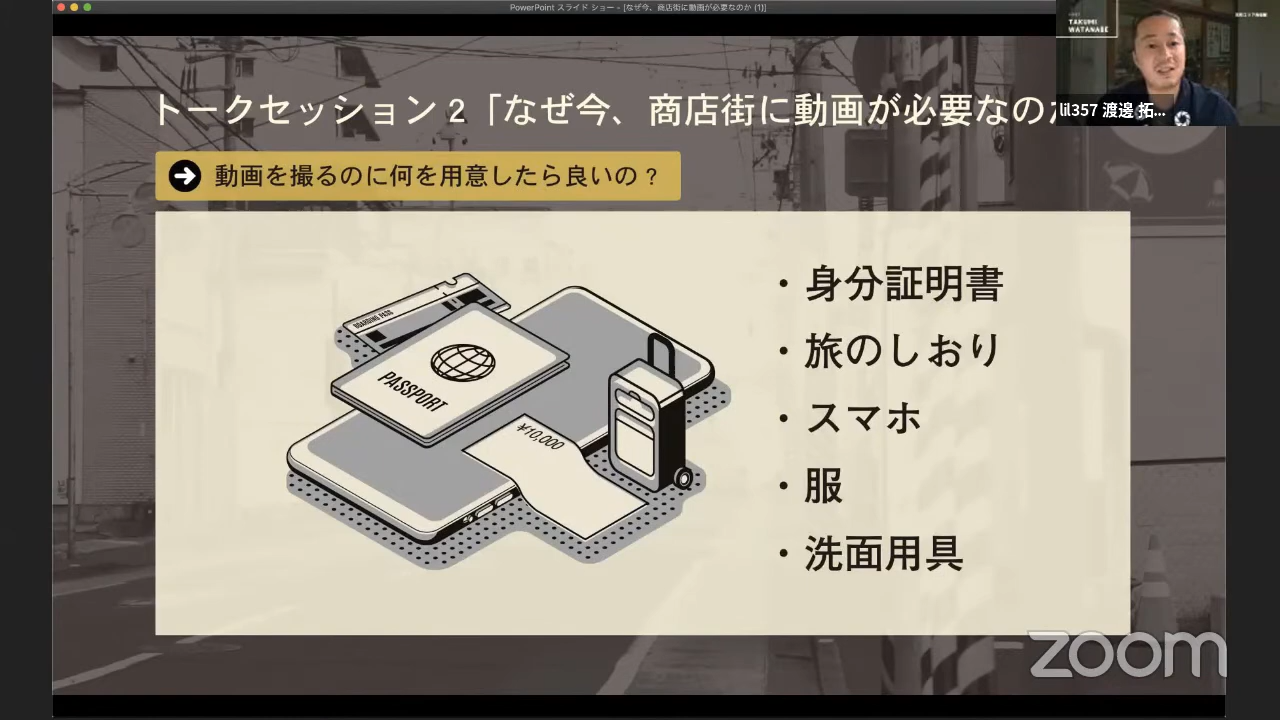 PowerPoint スライド ショー - [なぜ今、商店街に動画が必要なのか (1)]
TAKUMI
WATANABE
lil357 渡邊 拓...
トークセッション 2「なぜ今、商店街に動画が必要なのか
動画を撮るのに何を用意したら良いの？
・身分証明書
・旅のしおり
・スマホ
・服
・洗面用具
BOARDING PASS
PASSPORT
¥10,000
zoom